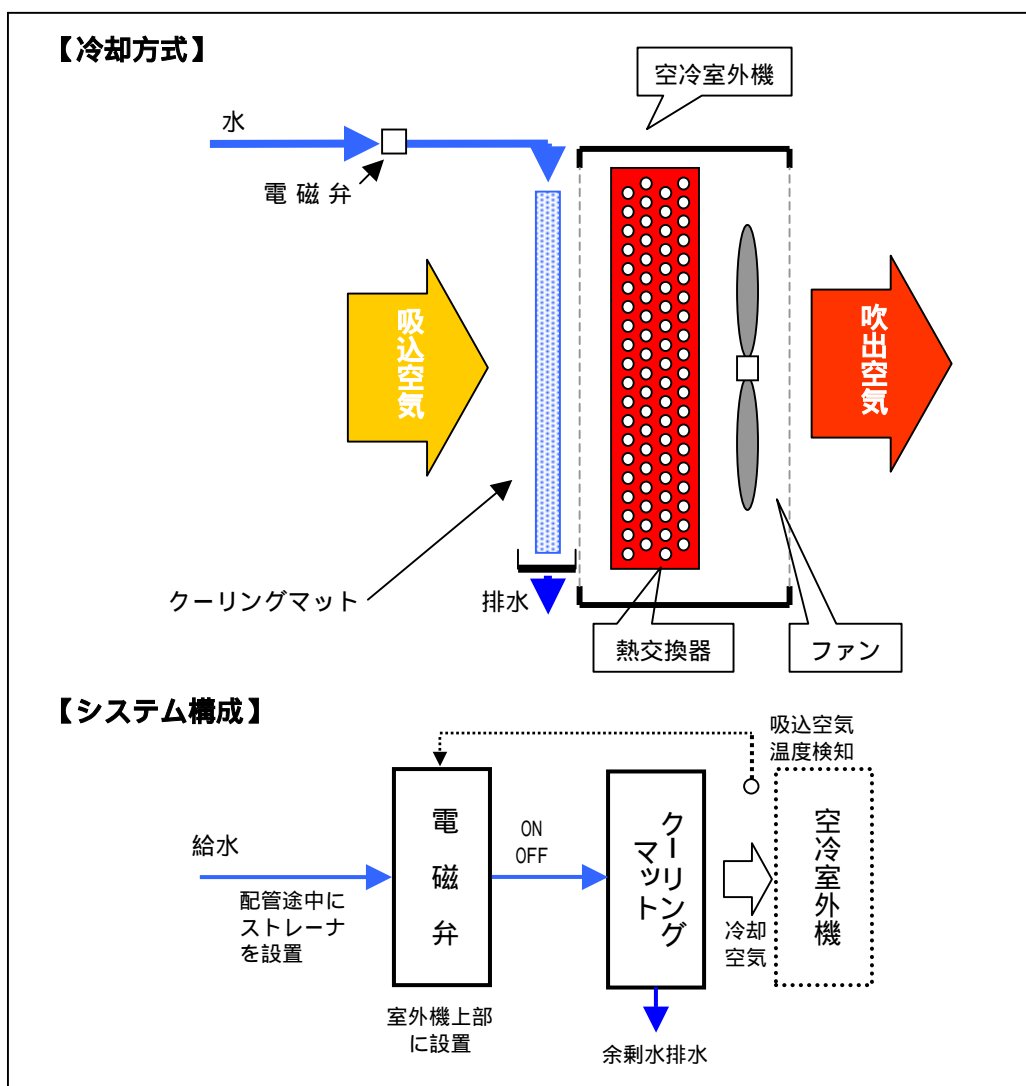 【冷却方式】
空冷室外機
水
電磁弁
吸込空気
吹出空気
クーリングマット
排水
熱交換器
ファン
【システム構成】
吸込空気
温度検知
給水
配管途中に
ストレーナ
を設置
電磁弁
ON
OFF
クーリング
マット
冷却
空気
空冷室外機
室外機上部
に設置
余剰水排水